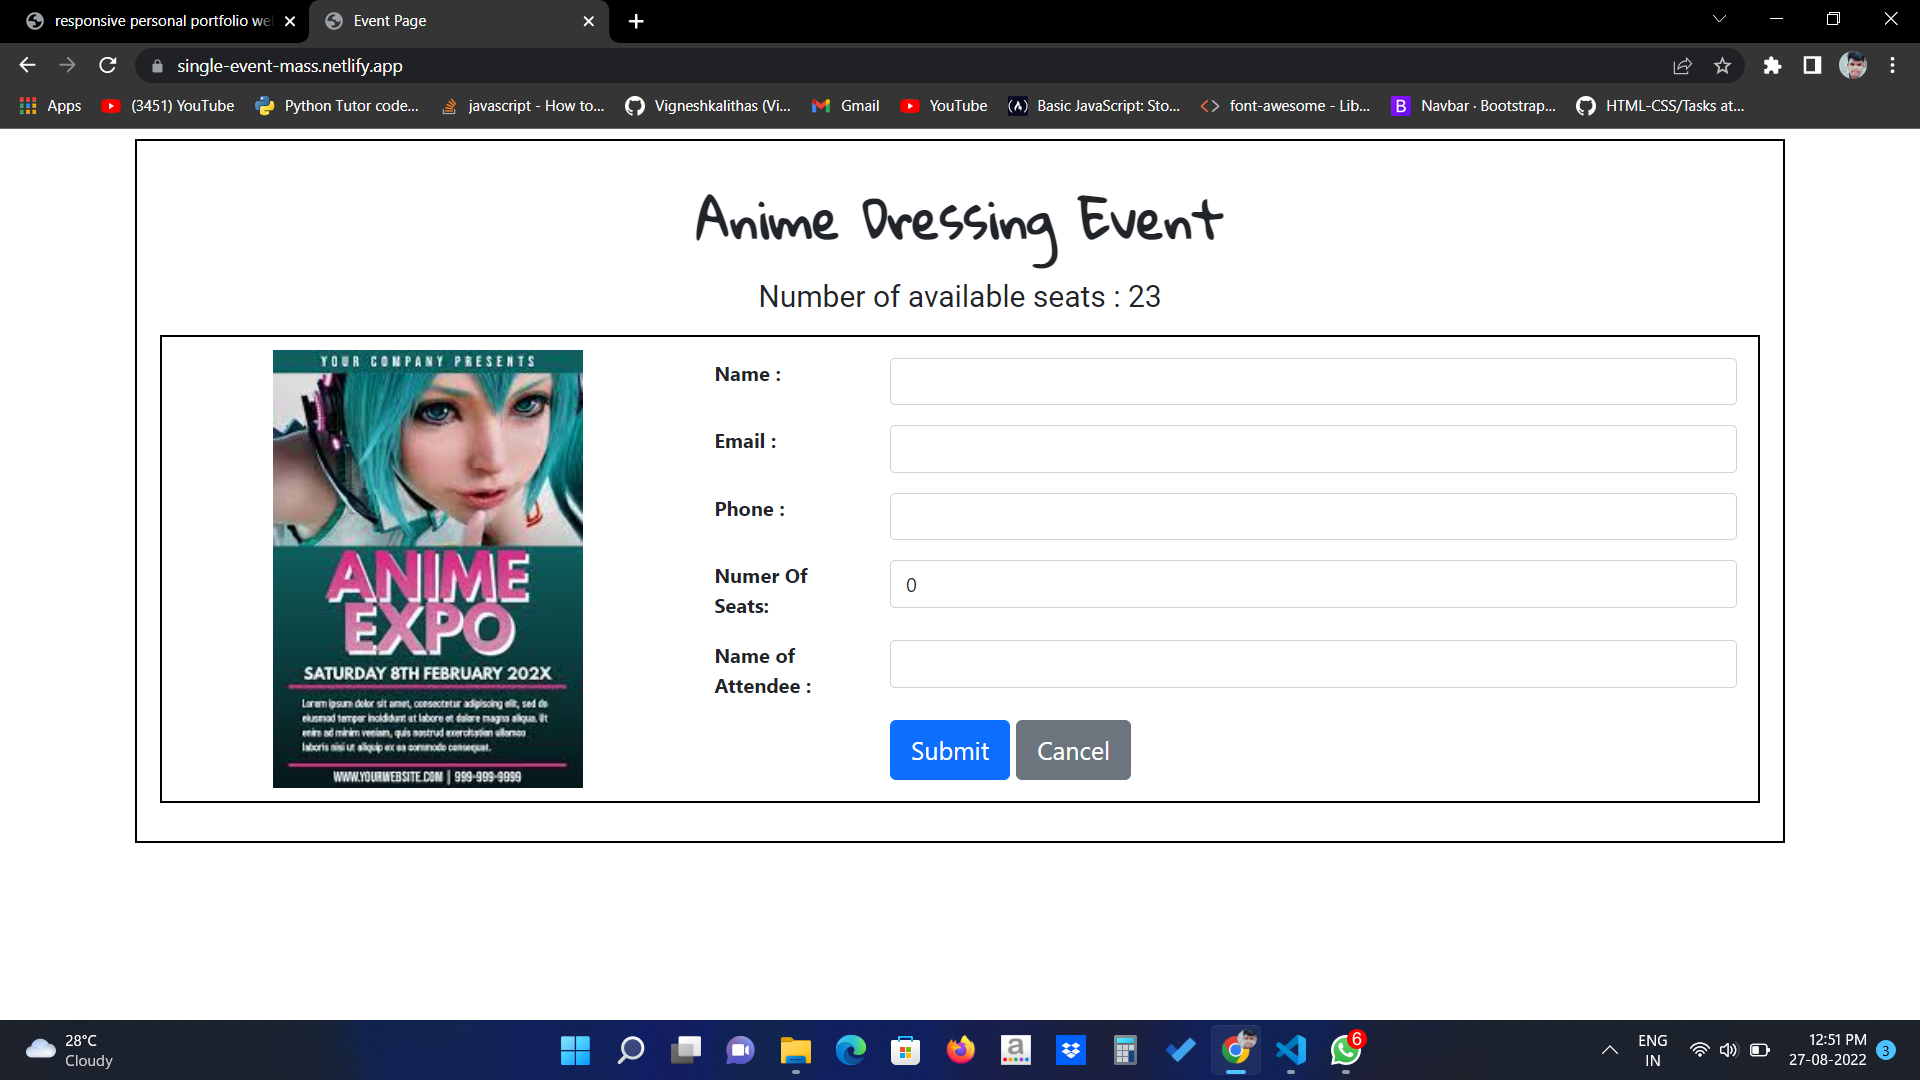 responsive personal portfolio we
Event Page
single-event-mass.netlify.app
Apps
(3451) YouTube
Python Tutor code...
javascript - How to...
Vigneshkalithas (Vi...
Gmail
YouTube
Basic JavaScript: Sto...
font-awesome - Lib...
B
Navbar · Bootstrap...
HTML-CSS/Tasks at...
Anime Dressing Event
Number of available seats : 23
YOUR COMPANY PRESENTS
ANIME
EXPO
SATURDAY 8TH FEBRUARY 202X
Lorem ipsum dolor sit amet, consectetur adipiscing elit, sed do
eiusmod tempor incididunt ut labore et dolore magna aliqua. Ut
enim ad minim veniam, quis nostrud exercitation ullamco
laboris nisi ut aliquip ex ea commodo consequat.
WWW.YOURWEBSITE.COM | 999-999-9999
Name :
Email :
Phone :
Numer Of
Seats:
0
Name of
Attendee :
Submit
Cancel
28°C
Cloudy
a
6
ENG
IN
12:51 PM
27-08-2022
3